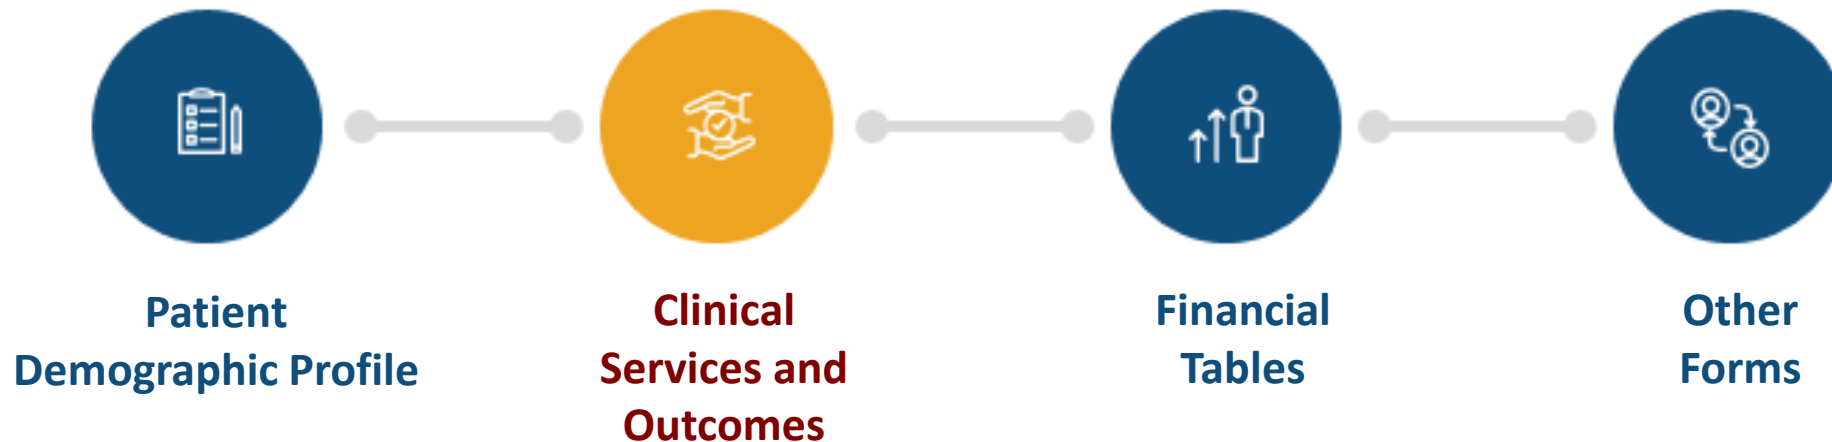 Patient
Demographic Profile
Clinical
Services and
Outcomes
Financial
Tables
Other
Forms